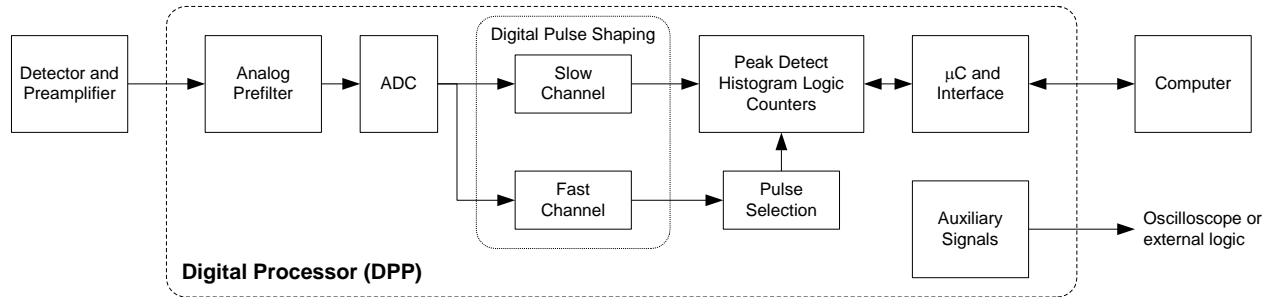 Detector and
Preamplifier
Analog
Prefilter
ADC
Digital Pulse Shaping
Slow
Channel
Fast
Channel
Peak Detect
Histogram Logic
Counters
Pulse
Selection
μC and
Interface
Computer
Auxiliary
Signals
Oscilloscope or
external logic
Digital Processor (DPP)